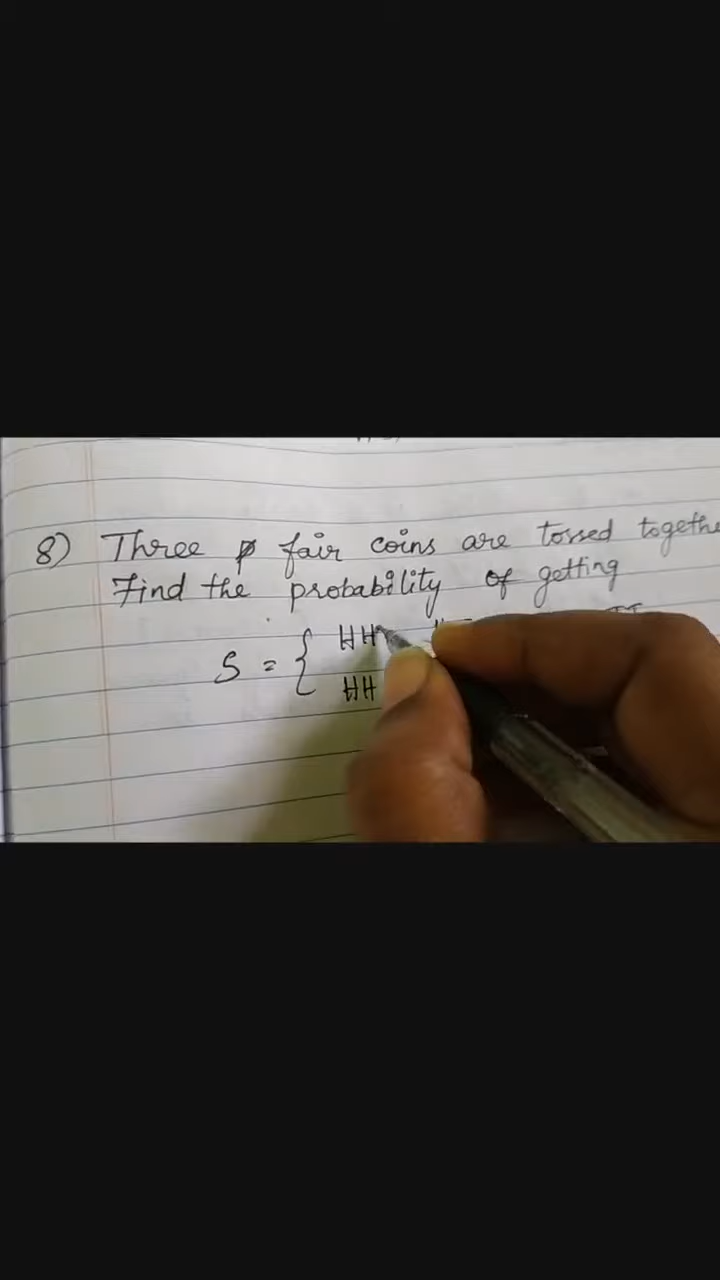 8) Three fair coins are tossed togethe
Find the probability of getting
S = { HH
HH